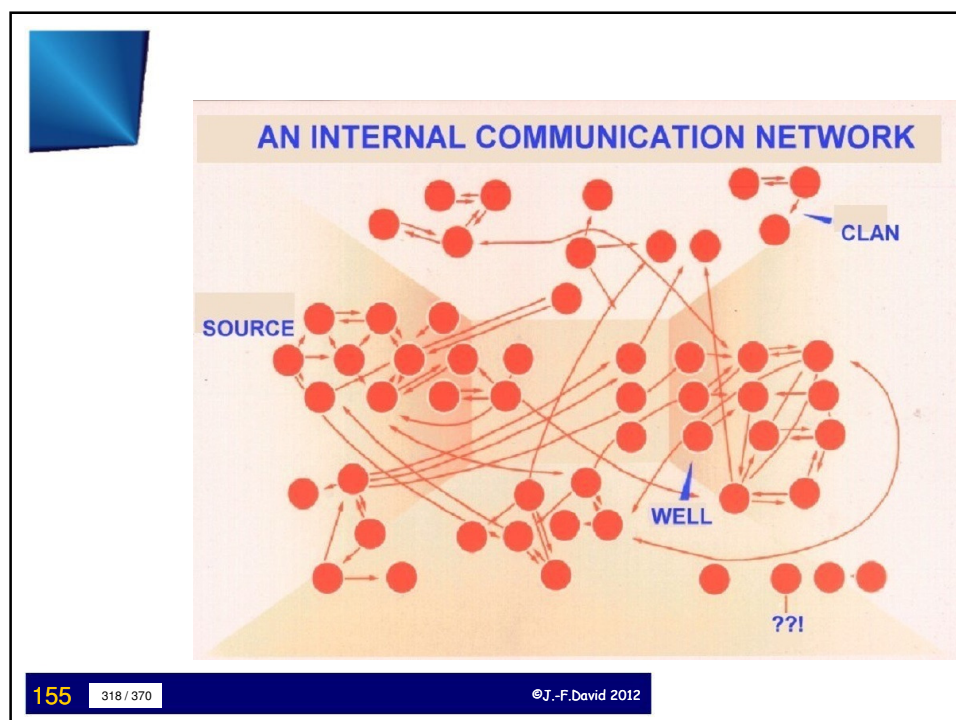 AN INTERNAL COMMUNICATION NETWORK
CLAN
SOURCE
WELL
??!
155
318 / 370
©J.-F.David 2012